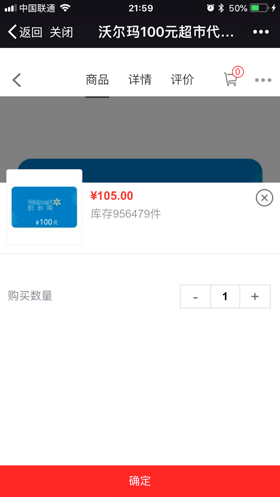 中国联通 21:59 50%
返回 关闭 沃尔玛100元超市代... •••
商品 详情 评价 0 •••
Walmart
¥100元
¥105.00
库存956479件
购买数量 - 1 +
确定